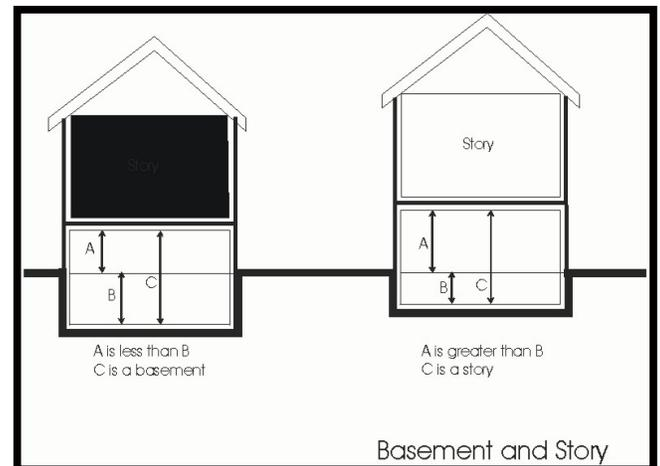 Story
A
B
C
A is less than B
C is a basement
Story
A
B
C
A is greater than B
C is a story
Basement and Story